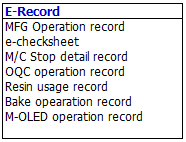 E-Record
MFG Operation record
e-checksheet
M/C Stop detail record
OQC operation record
Resin usage record
Bake opearation record
M-OLED operation record